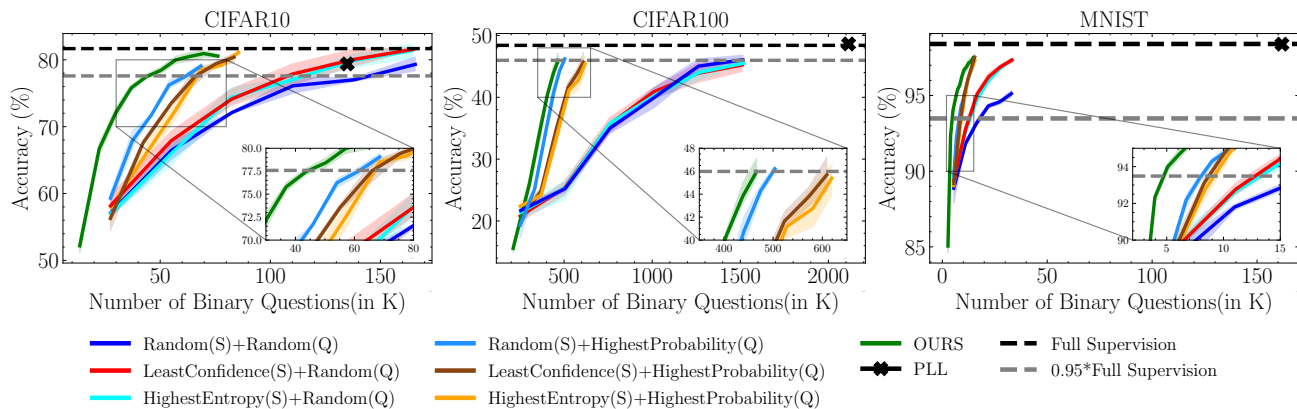 CIFAR10
CIFAR100
MNIST
Accuracy (%)
80
70
60
50
50
100
150
80.0
77.5
75.0
72.5
70.0
40
60
80
Number of Binary Questions(in K)
Accuracy (%)
50
40
30
20
500
1000
1500
2000
48
46
44
42
40
400
500
600
Number of Binary Questions(in K)
Accuracy (%)
95
90
85
0
50
100
150
94
92
90
5
10
15
Number of Binary Questions(in K)
Random(S)+Random(Q)
LeastConfidence(S)+Random(Q)
HighestEntropy(S)+Random(Q)
Random(S)+HighestProbability(Q)
LeastConfidence(S)+HighestProbability(Q)
HighestEntropy(S)+HighestProbability(Q)
OURS
PLL
Full Supervision
0.95*Full Supervision